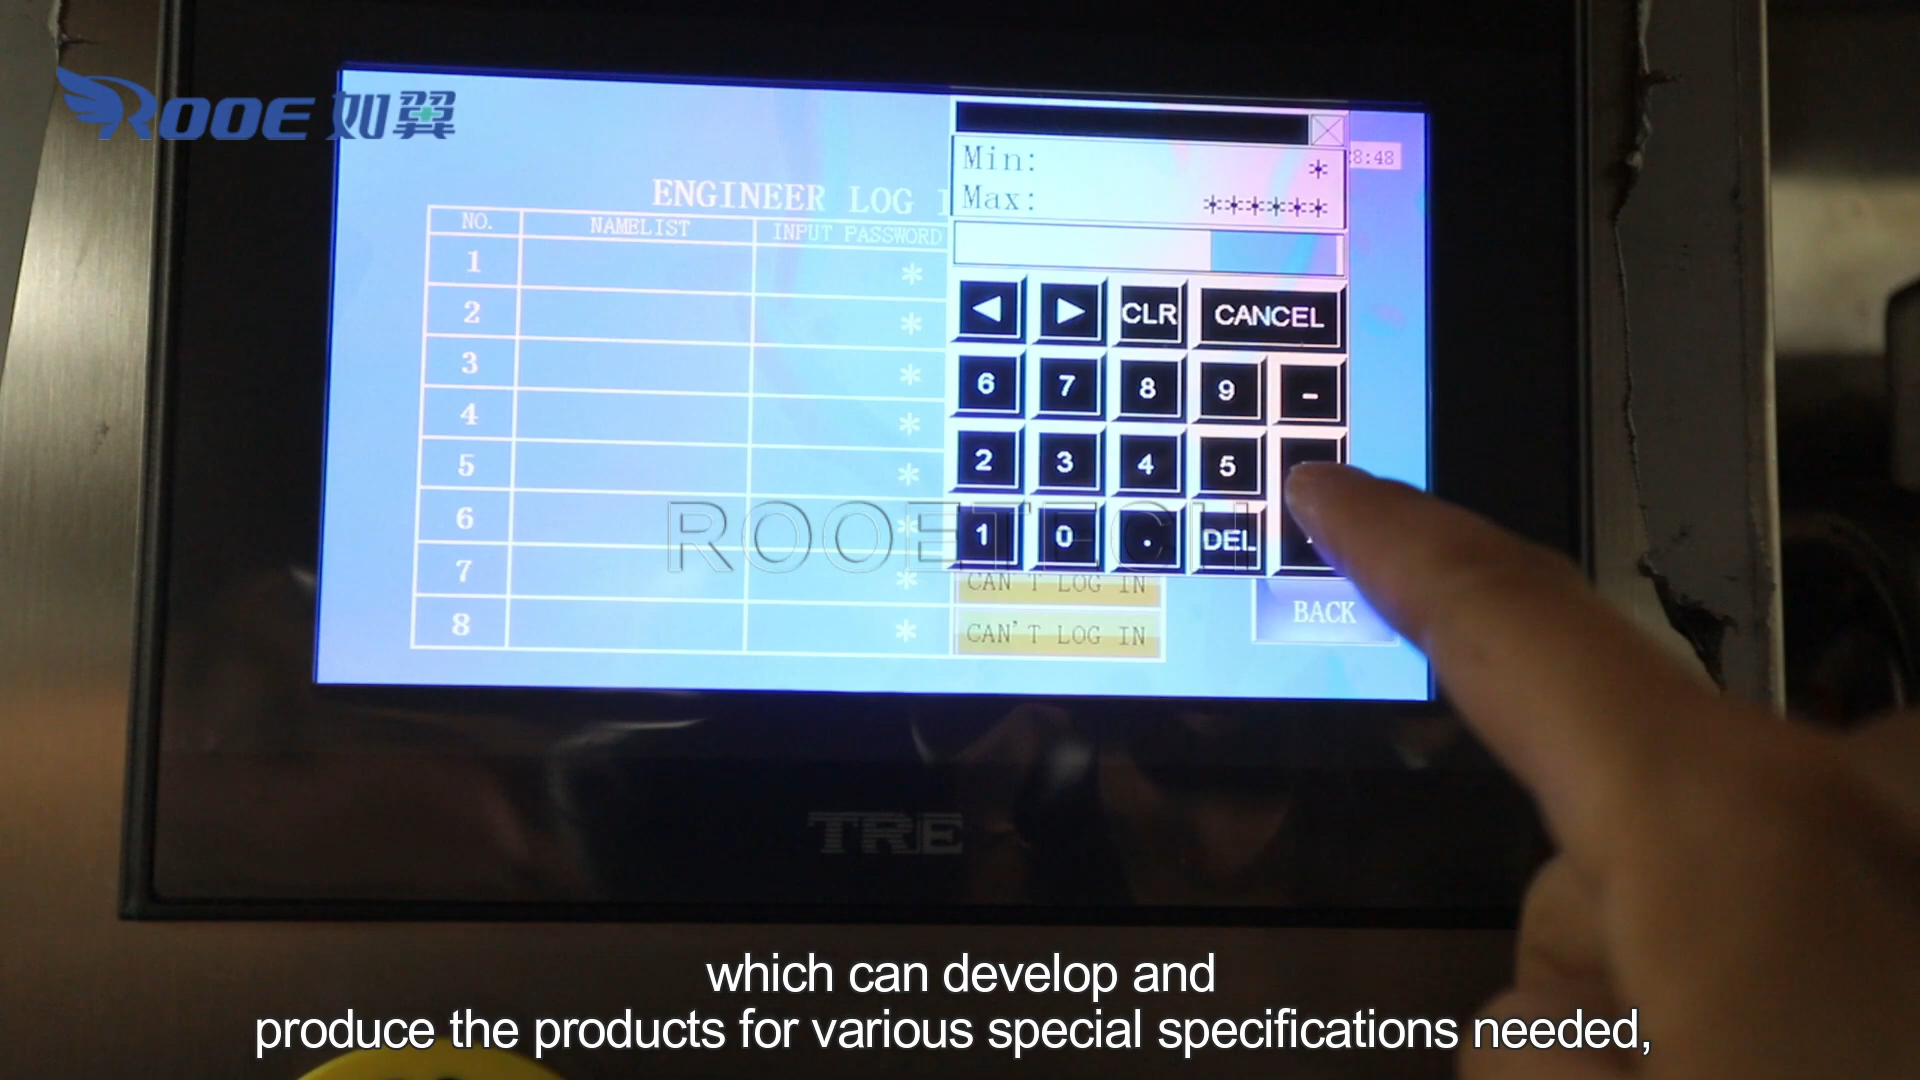 ROOE 如翼
Min: *
:48
Max: ******
ENGINEER LOG
NO. NAMELIST INPUT PASSWORD
1 *
2 *
3 *
4 *
5 *
6 *
7 * CAN'T LOG IN
8 * CAN'T LOG IN
◀ ▶ CLR CANCEL
6 7 8 9 -
2 3 4 5
1 0 . DEL
BACK
ROOETECH
TRE
which can develop and
produce the products for various special specifications needed,